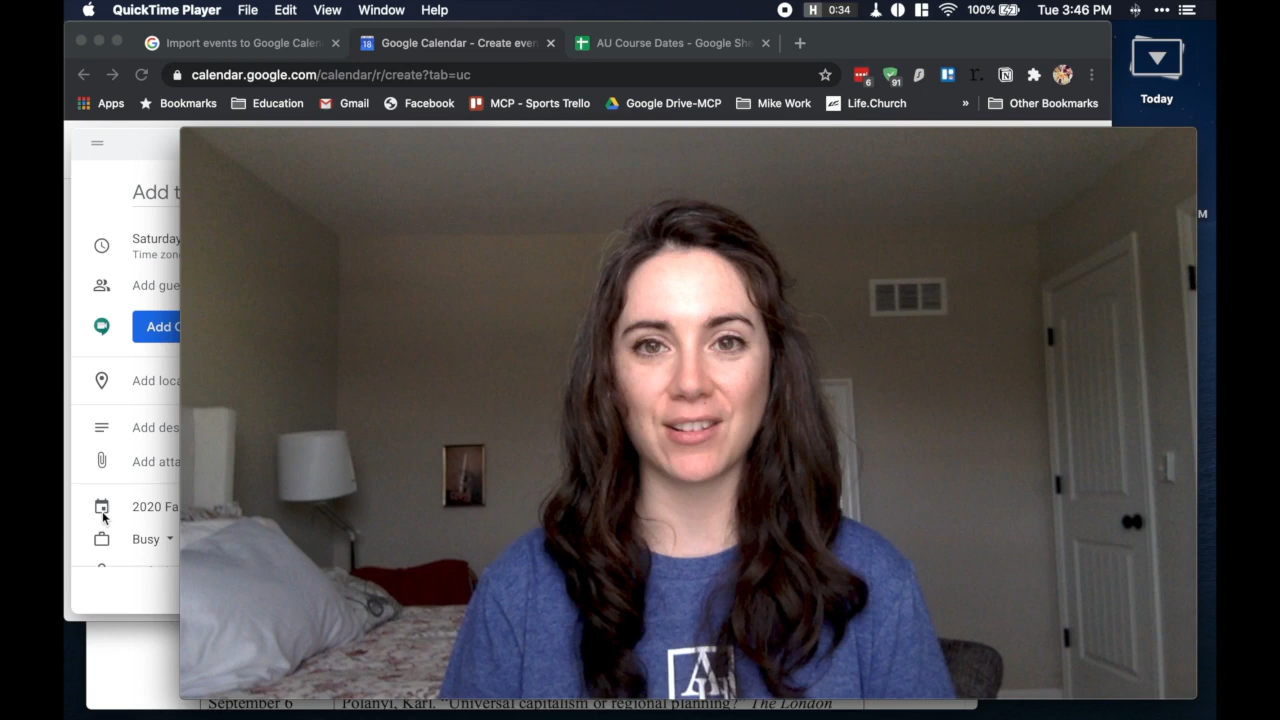 QuickTime Player File Edit View Window Help H 0:34 100% Tue 3:46 PM
Import events to Google Calen
Google Calendar - Create even
AU Course Dates - Google She
calendar.google.com/calendar/r/create?tab=uc
6 91
Apps Bookmarks Education Gmail Facebook MCP - Sports Trello Google Drive-MCP Mike Work Life.Church » Other Bookmarks
Today
Add t
Saturday
Time zon
Add gue
Add
Add loca
Add des
Add atta
2020 Fa
Busy
M
September 6 Polanyi, Karl. "Universal capitalism or regional planning?" The London